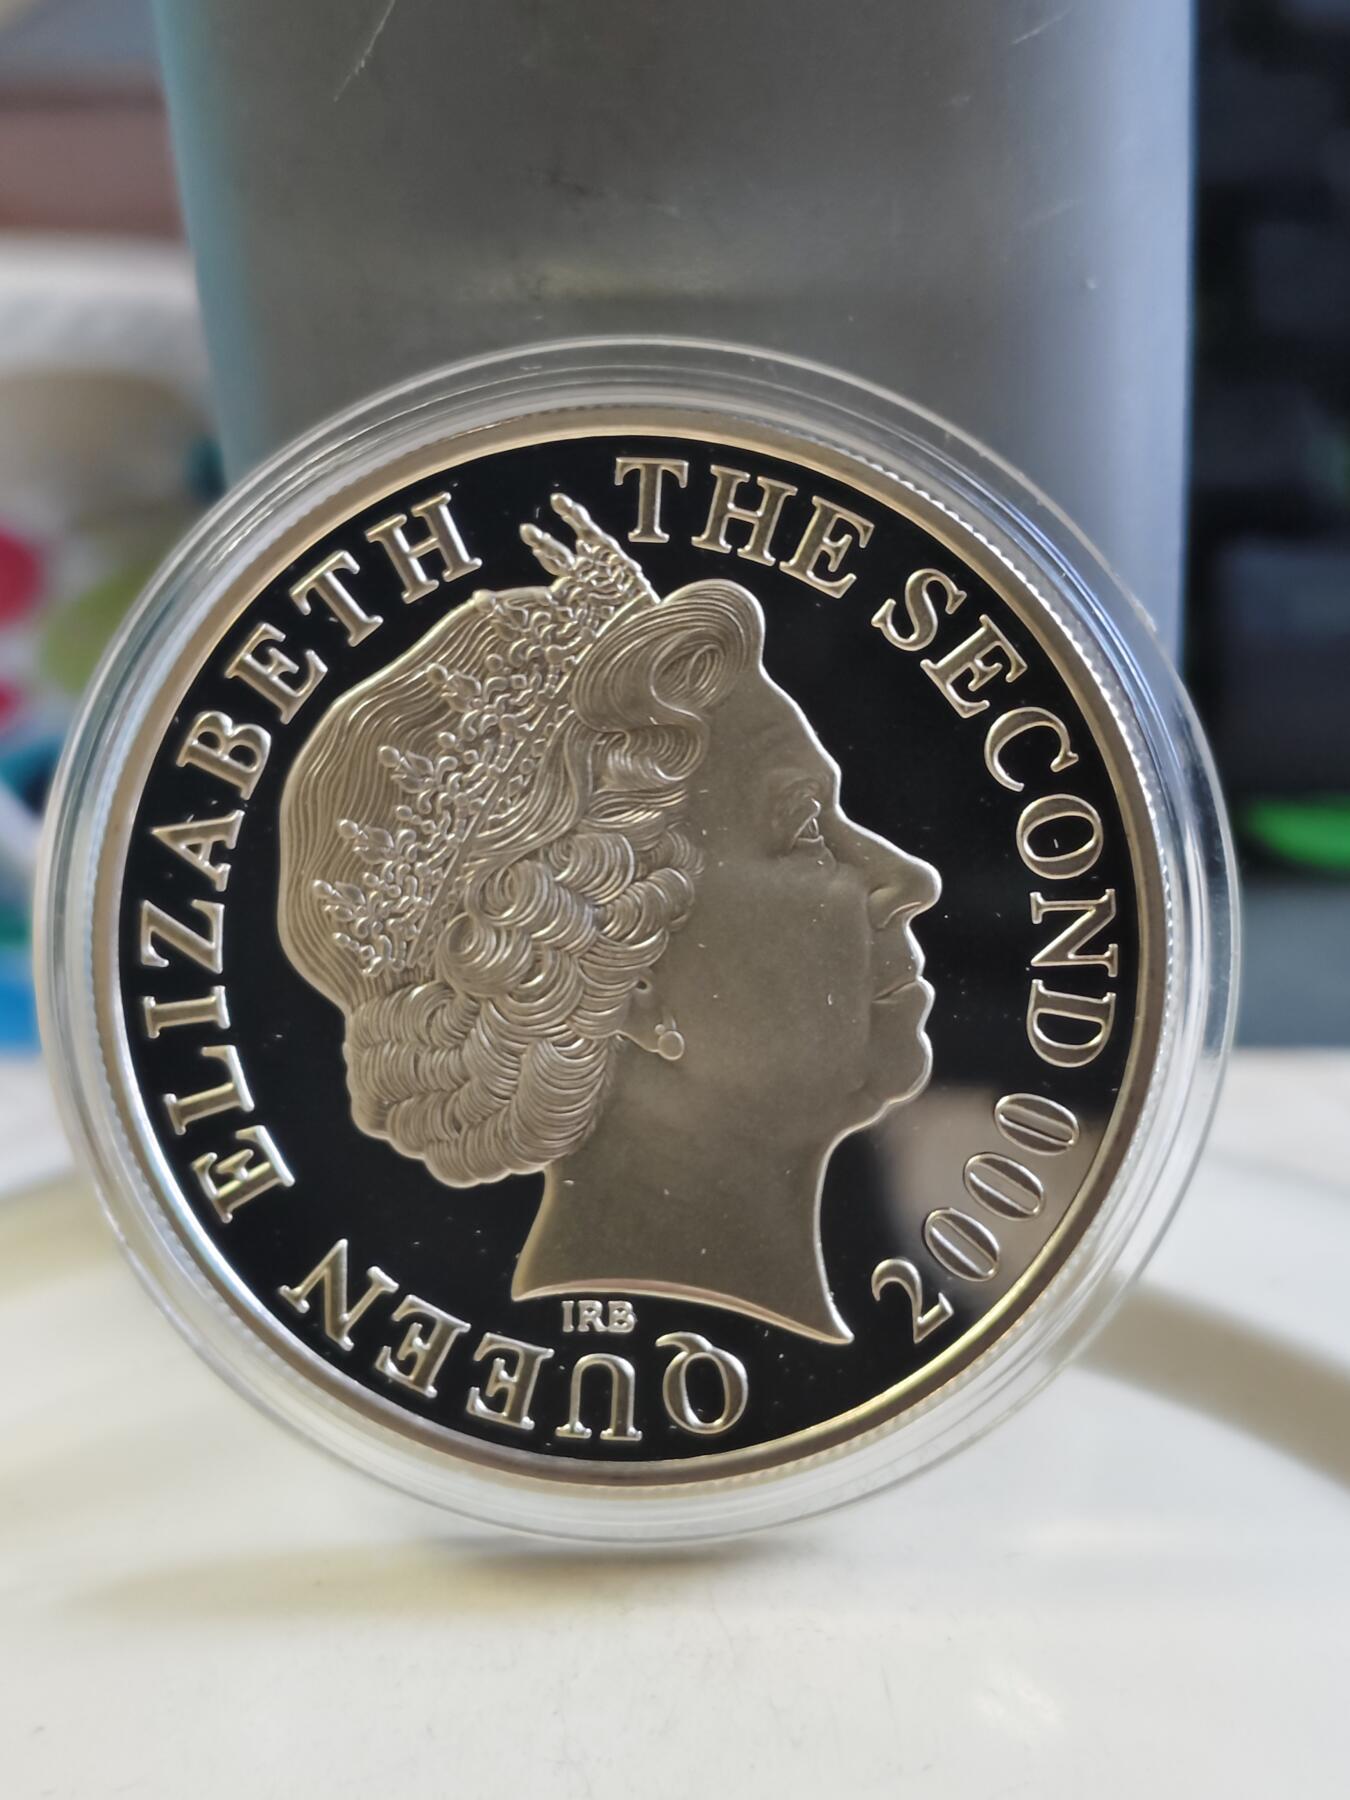 QUEEN ELIZABETH THE SECOND 2000
IRB